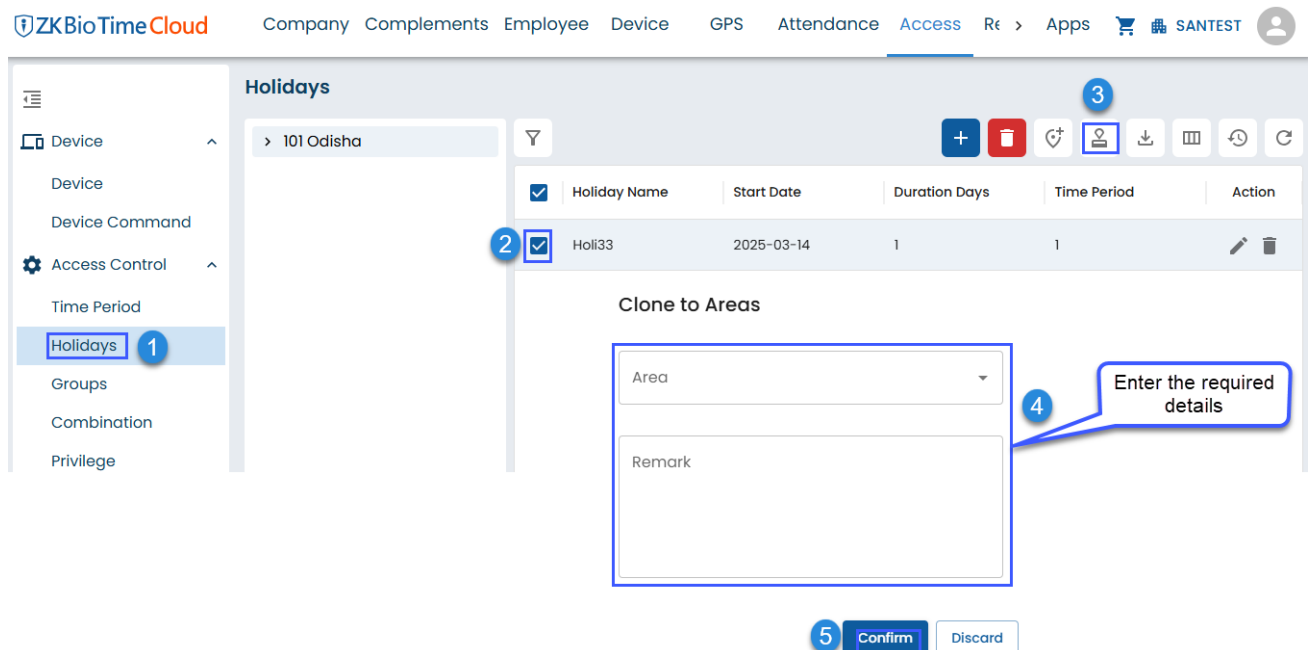 ZKBioTime Cloud
Company Complements Employee Device GPS Attendance Access Re > Apps SANTEST
Holidays
3
Device
101 Odisha
Device
Device Command
Access Control
Time Period
Holidays 1
Groups
Combination
Privilege
Holiday Name Start Date Duration Days Time Period Action
2 Holi33 2025-03-14 1 1
Clone to Areas
Area
Remark
4
Enter the required
details
5 Confirm Discard